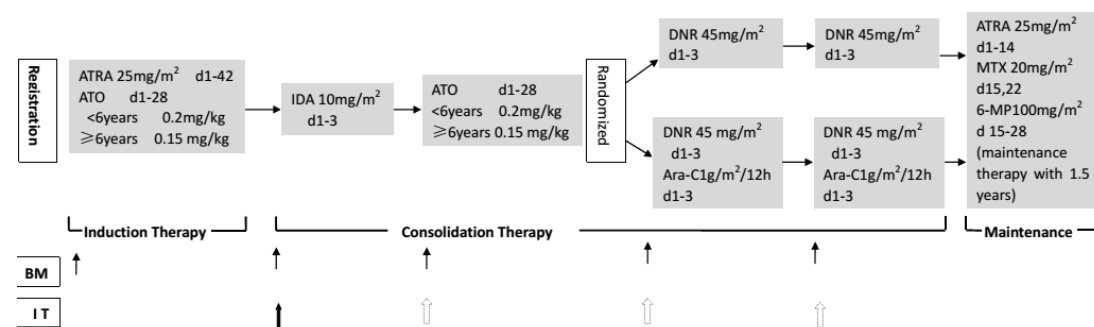 Registration
ATRA 25mg/m² d1-42
ATO d1-28
<6years 0.2mg/kg
≥6years 0.15 mg/kg
IDA 10mg/m²
d1-3
ATO d1-28
<6years 0.2mg/kg
≥6years 0.15 mg/kg
Randomized
DNR 45mg/m²
d1-3
DNR 45mg/m²
d1-3
DNR 45 mg/m²
d1-3
Ara-C1g/m²/12h
d1-3
DNR 45 mg/m²
d1-3
Ara-C1g/m²/12h
d1-3
ATRA 25mg/m²
d1-14
MTX 20mg/m²
d15,22
6-MP100mg/m²
d 15-28
(maintenance
therapy with 1.5
years)
Induction Therapy
Consolidation Therapy
Maintenance
BM
I T